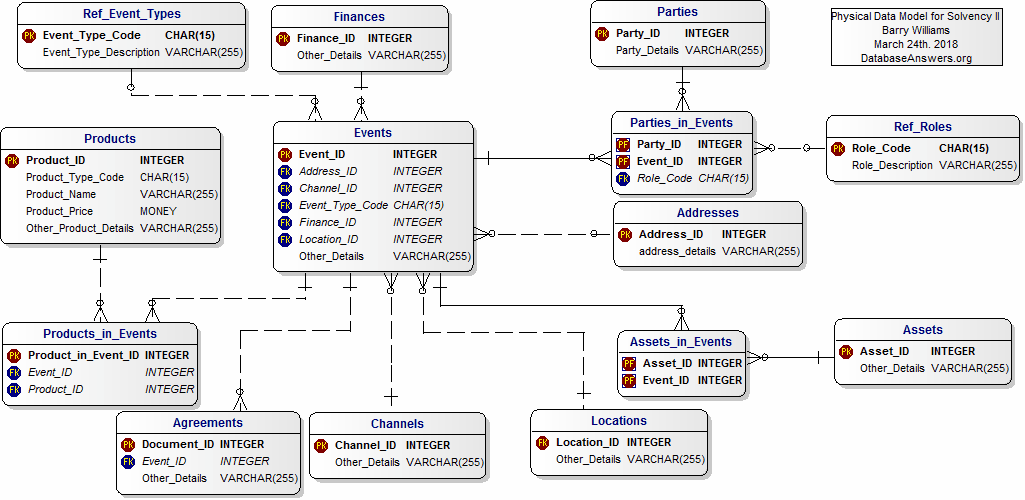 Ref_Event_Types
PK Event_Type_Code CHAR(15)
Event_Type_Description VARCHAR(255)
Finances
PK Finance_ID INTEGER
Other_Details VARCHAR(255)
Parties
PK Party_ID INTEGER
Party_Details VARCHAR(255)
Physical Data Model for Solvency II
Barry Williams
March 24th. 2018
DatabaseAnswers.org
Products
PK Product_ID INTEGER
Product_Type_Code CHAR(15)
Product_Name VARCHAR(255)
Product_Price MONEY
Other_Product_Details VARCHAR(255)
Events
PK Event_ID INTEGER
FK Address_ID INTEGER
FK Channel_ID INTEGER
FK Event_Type_Code CHAR(15)
FK Finance_ID INTEGER
FK Location_ID INTEGER
Other_Details VARCHAR(255)
Parties_in_Events
PF Party_ID INTEGER
PF Event_ID INTEGER
FK Role_Code CHAR(15)
Ref_Roles
PK Role_Code CHAR(15)
Role_Description VARCHAR(255)
Addresses
PK Address_ID INTEGER
address_details VARCHAR(255)
Products_in_Events
PK Product_in_Event_ID INTEGER
FK Event_ID INTEGER
FK Product_ID INTEGER
Assets_in_Events
PF Asset_ID INTEGER
PF Event_ID INTEGER
Assets
PK Asset_ID INTEGER
Other_Details VARCHAR(255)
Agreements
PK Document_ID INTEGER
FK Event_ID INTEGER
Other_Details VARCHAR(255)
Channels
PK Channel_ID INTEGER
Other_Details VARCHAR(255)
Locations
PK Location_ID INTEGER
Other_Details VARCHAR(255)